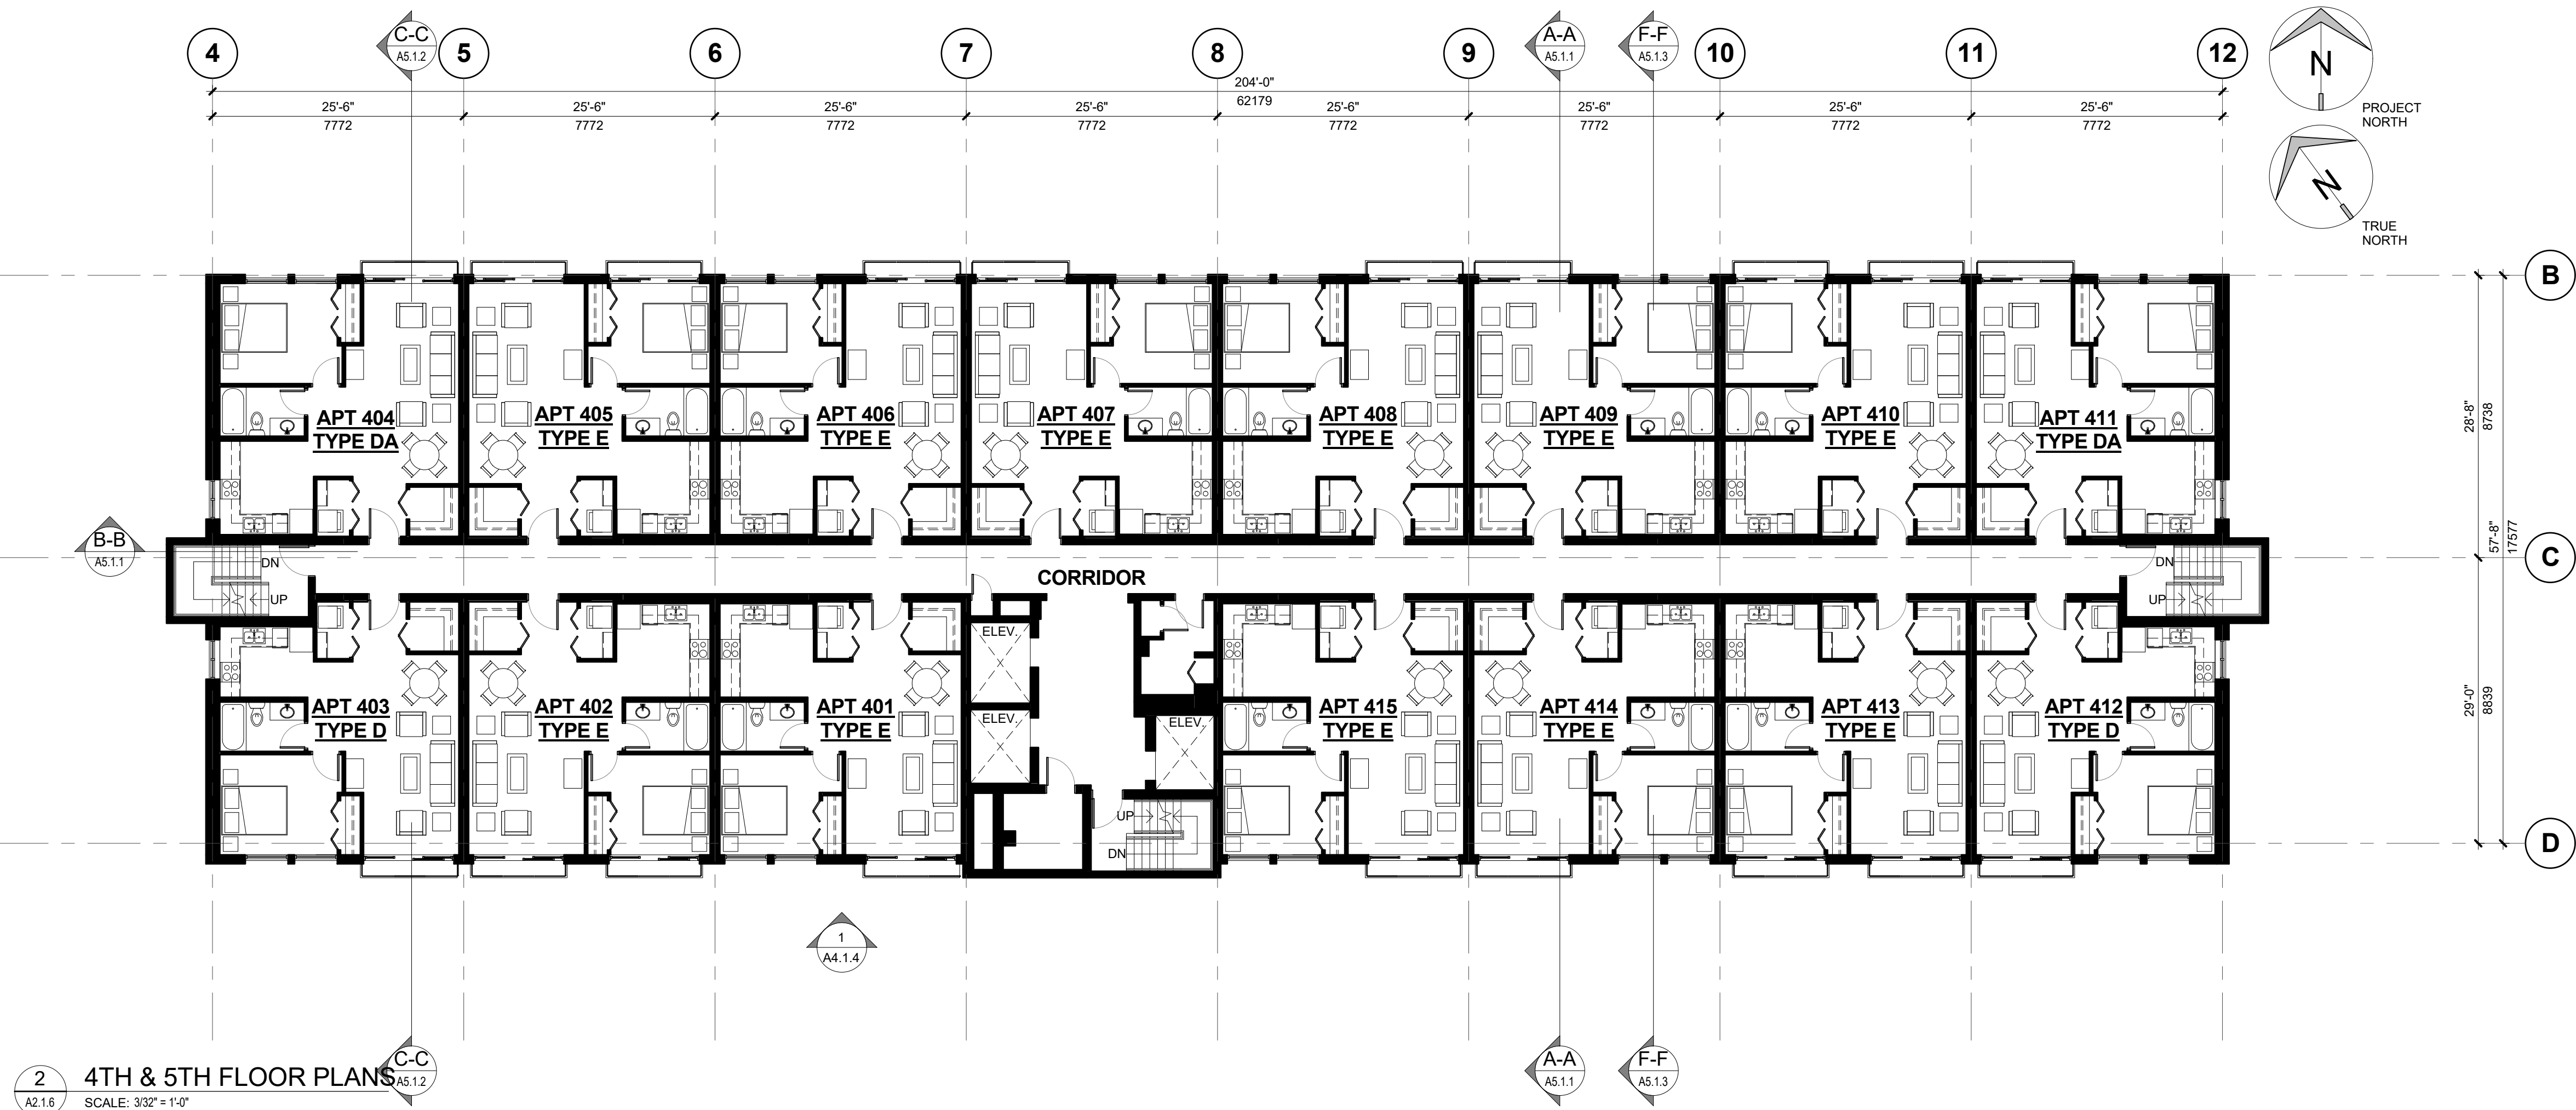 4
C-C
A5.1.2
5
6
7
8
9
A-A
A5.1.1
F-F
A5.1.3
10
11
12
N
PROJECT
NORTH
N
TRUE
NORTH
204'-0"
62179
25'-6"
7772
25'-6"
7772
25'-6"
7772
25'-6"
7772
25'-6"
7772
25'-6"
7772
25'-6"
7772
25'-6"
7772
B
APT 404
TYPE DA
APT 405
TYPE E
APT 406
TYPE E
APT 407
TYPE E
APT 408
TYPE E
APT 409
TYPE E
APT 410
TYPE E
APT 411
TYPE DA
28'-8"
8738
57'-8"
17577
B-B
A5.1.1
DN
UP
CORRIDOR
DN
UP
C
ELEV.
ELEV.
ELEV.
APT 403
TYPE D
APT 402
TYPE E
APT 401
TYPE E
APT 415
TYPE E
APT 414
TYPE E
APT 413
TYPE E
APT 412
TYPE D
29'-0"
8839
UP
DN
D
1
A4.1.4
C-C
A5.1.2
A-A
A5.1.1
F-F
A5.1.3
2
A2.1.6
4TH & 5TH FLOOR PLANS
SCALE: 3/32" = 1'-0"